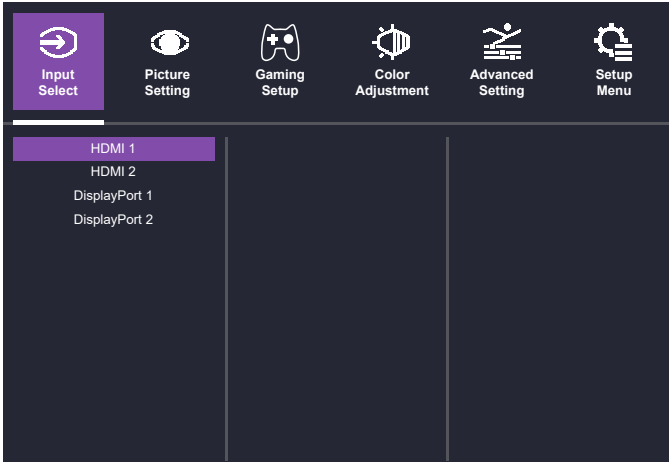 Input
Select
Picture
Setting
Gaming
Setup
Color
Adjustment
Advanced
Setting
Setup
Menu
HDMI 1
HDMI 2
DisplayPort 1
DisplayPort 2